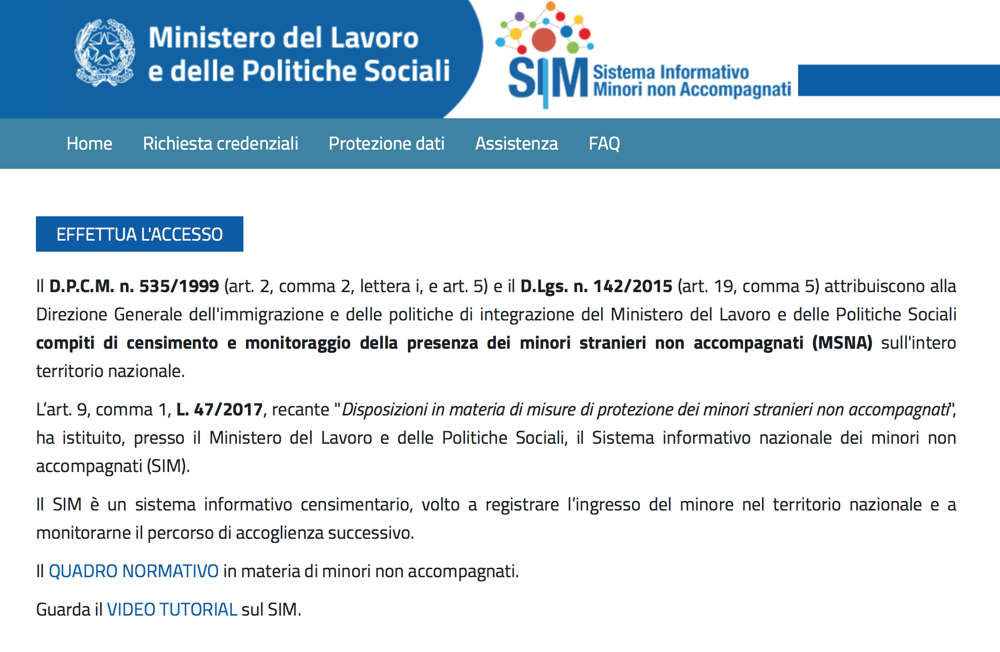 Ministero del Lavoro
e delle Politiche Sociali
SIM Sistema Informativo
Minori non Accompagnati
Home Richiesta credenziali Protezione dati Assistenza FAQ
EFFETTUA L'ACCESSO
Il D.P.C.M. n. 535/1999 (art. 2, comma 2, lettera i, e art. 5) e il D.Lgs. n. 142/2015 (art. 19, comma 5) attribuiscono alla
Direzione Generale dell'immigrazione e delle politiche di integrazione del Ministero del Lavoro e delle Politiche Sociali
compiti di censimento e monitoraggio della presenza dei minori stranieri non accompagnati (MSNA) sull'intero
territorio nazionale.
L’art. 9, comma 1, L. 47/2017, recante "Disposizioni in materia di misure di protezione dei minori stranieri non accompagnati",
ha istituito, presso il Ministero del Lavoro e delle Politiche Sociali, il Sistema informativo nazionale dei minori non
accompagnati (SIM).
Il SIM è un sistema informativo censimentario, volto a registrare l’ingresso del minore nel territorio nazionale e a
monitorarne il percorso di accoglienza successivo.
Il QUADRO NORMATIVO in materia di minori non accompagnati.
Guarda il VIDEO TUTORIAL sul SIM.